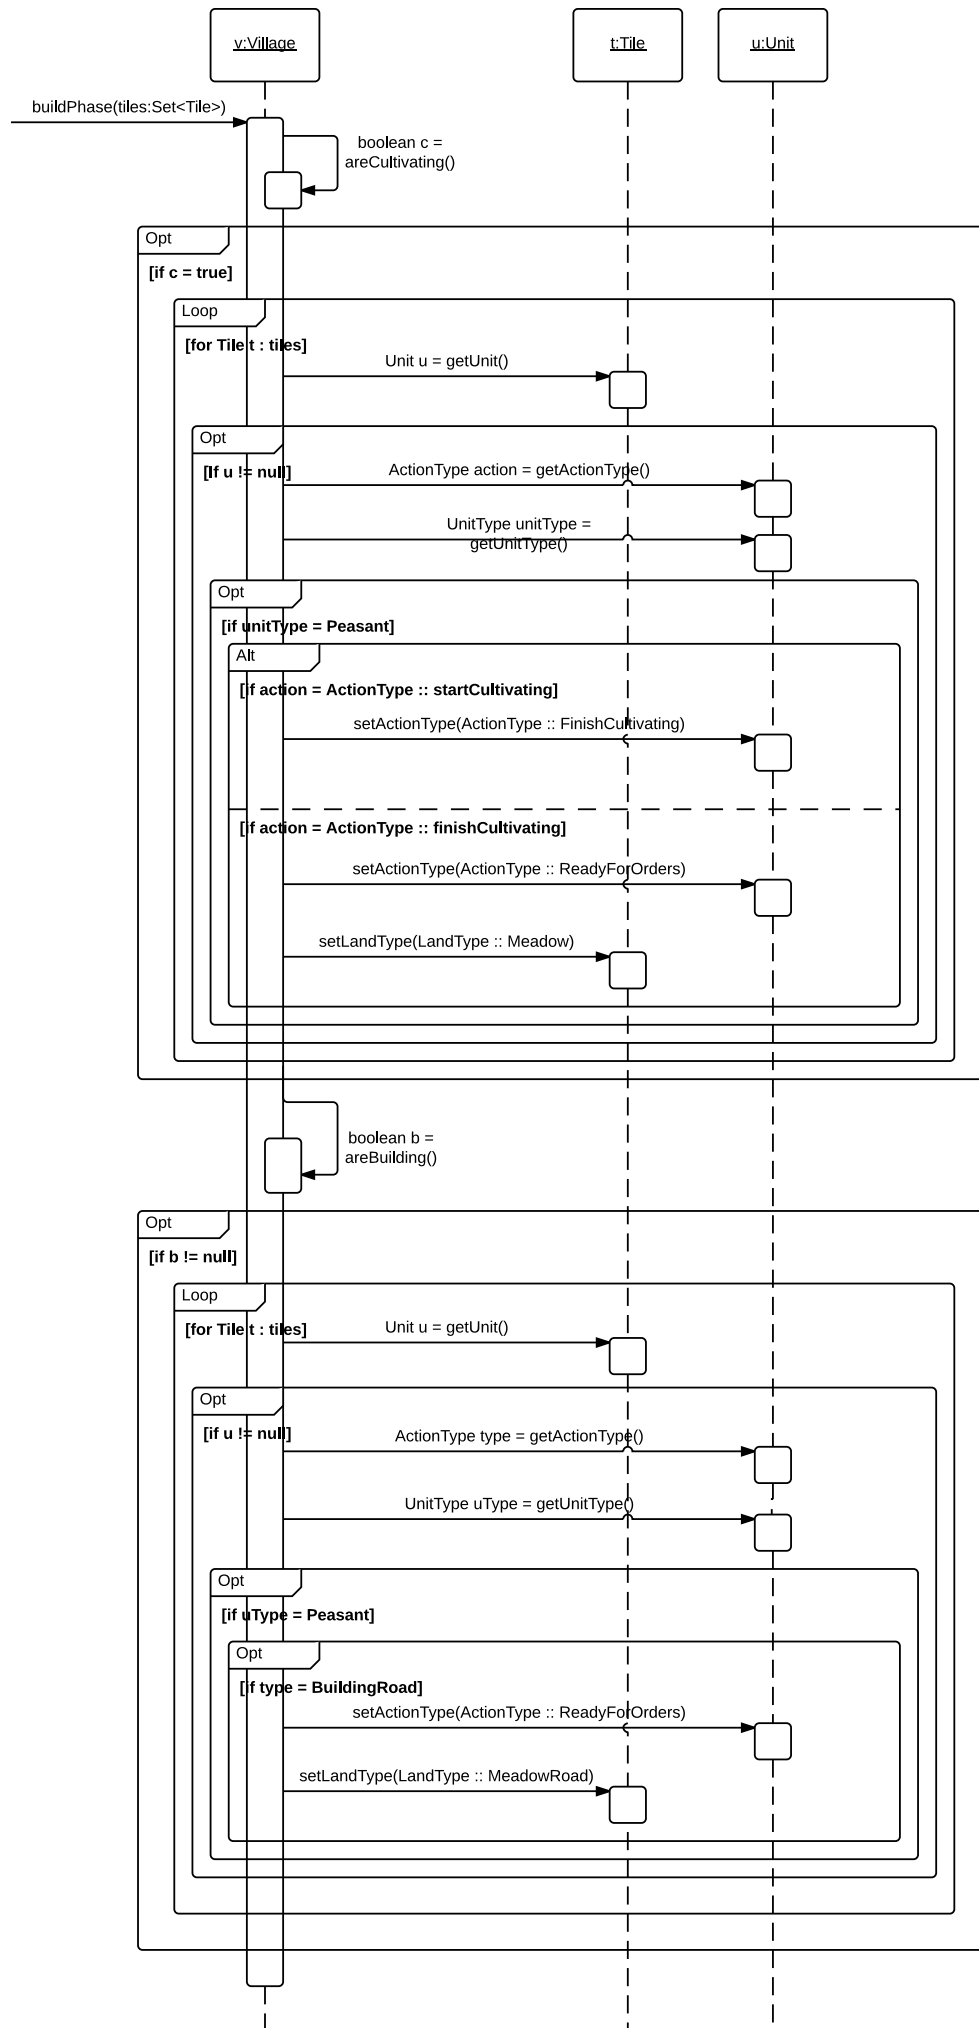 v:Village
t:Tile
u:Unit
buildPhase(tiles:Set<Tile>)
boolean c =
areCultivating()
Opt
[if c = true]
Loop
[for Tile t : tiles]
Unit u = getUnit()
Opt
[If u != null]
ActionType action = getActionType()
UnitType unitType =
getUnitType()
Opt
[if unitType = Peasant]
Alt
[if action = ActionType :: startCultivating]
setActionType(ActionType :: FinishCultivating)
[if action = ActionType :: finishCultivating]
setActionType(ActionType :: ReadyForOrders)
setLandType(LandType :: Meadow)
boolean b =
areBuilding()
Opt
[if b != null]
Loop
[for Tile t : tiles]
Unit u = getUnit()
Opt
[if u != null]
ActionType type = getActionType()
UnitType uType = getUnitType()
Opt
[if uType = Peasant]
Opt
[if type = BuildingRoad]
setActionType(ActionType :: ReadyForOrders)
setLandType(LandType :: MeadowRoad)